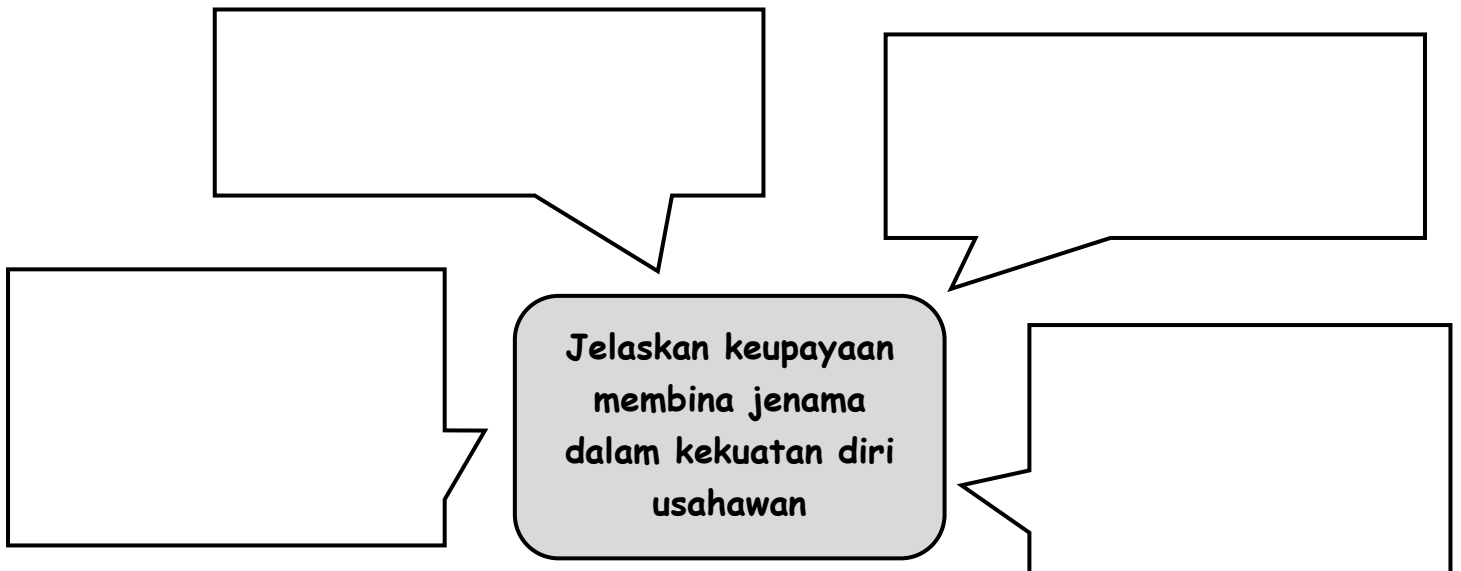 Jelaskan keupayaan
membina jenama
dalam kekuatan diri
usahawan